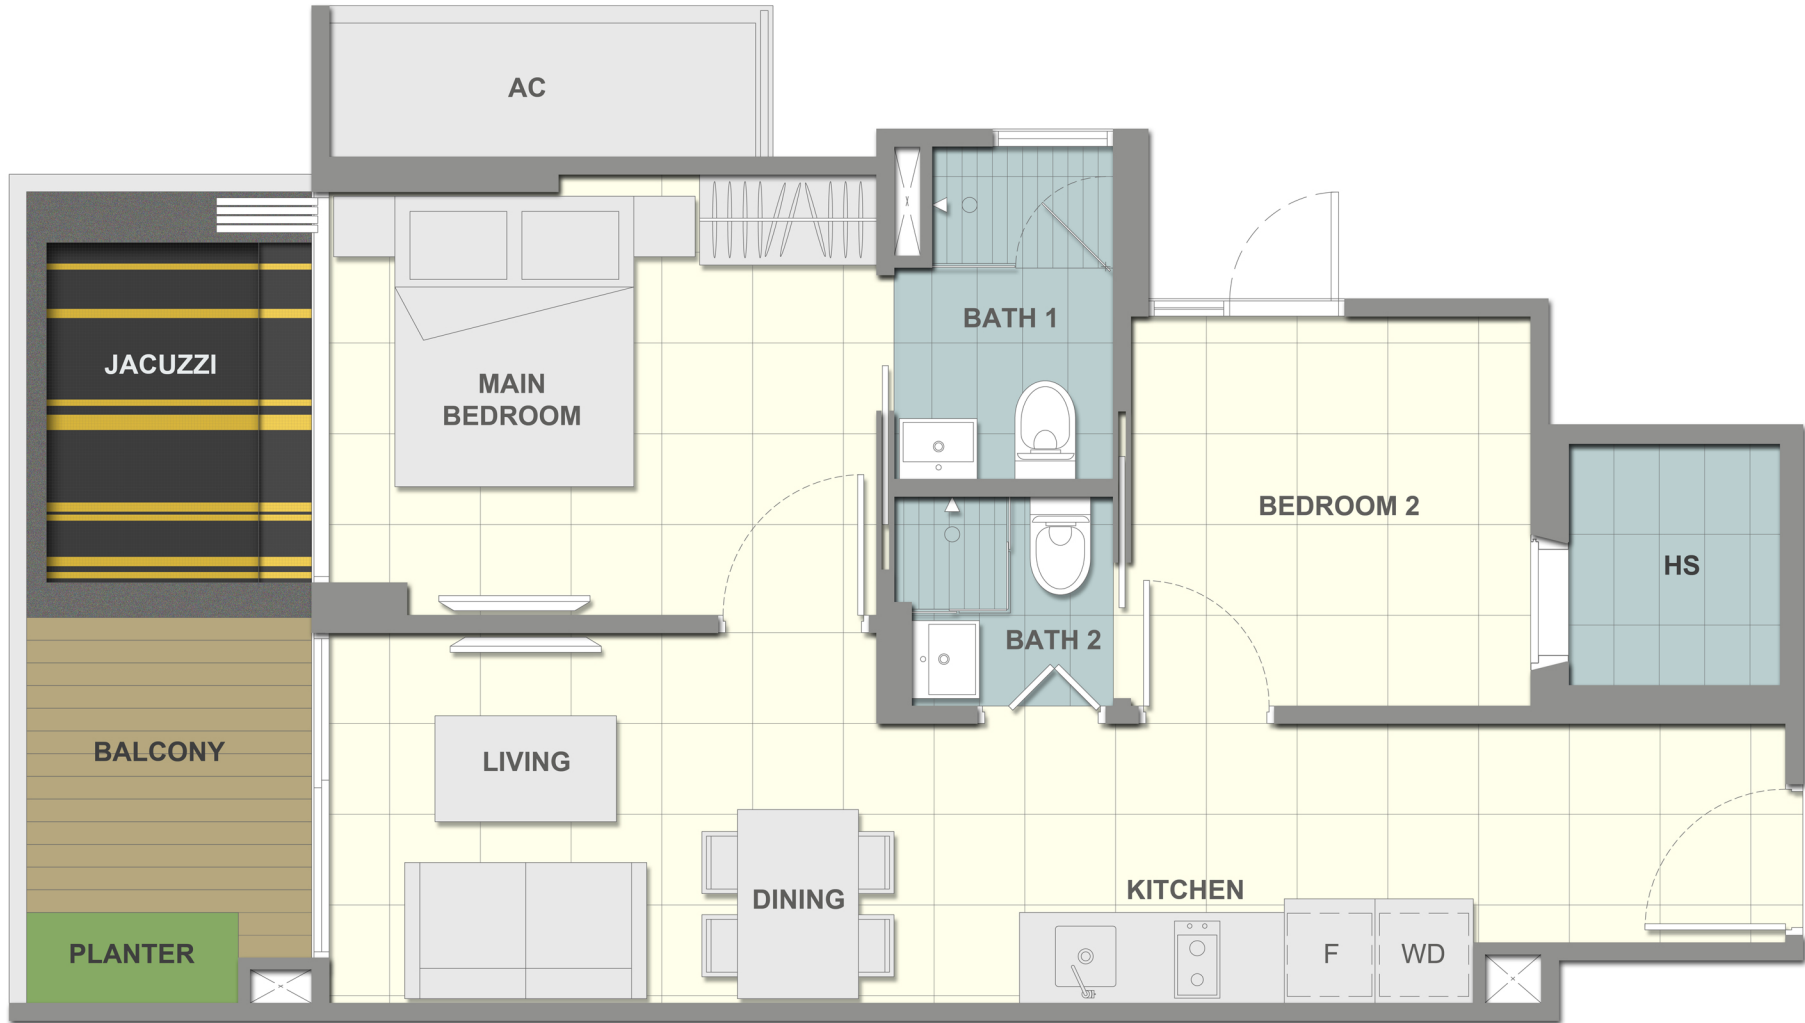 AC
JACUZZI
MAIN
BEDROOM
BATH 1
BEDROOM 2
HS
BATH 2
BALCONY
LIVING
DINING
KITCHEN
PLANTER
F
WD